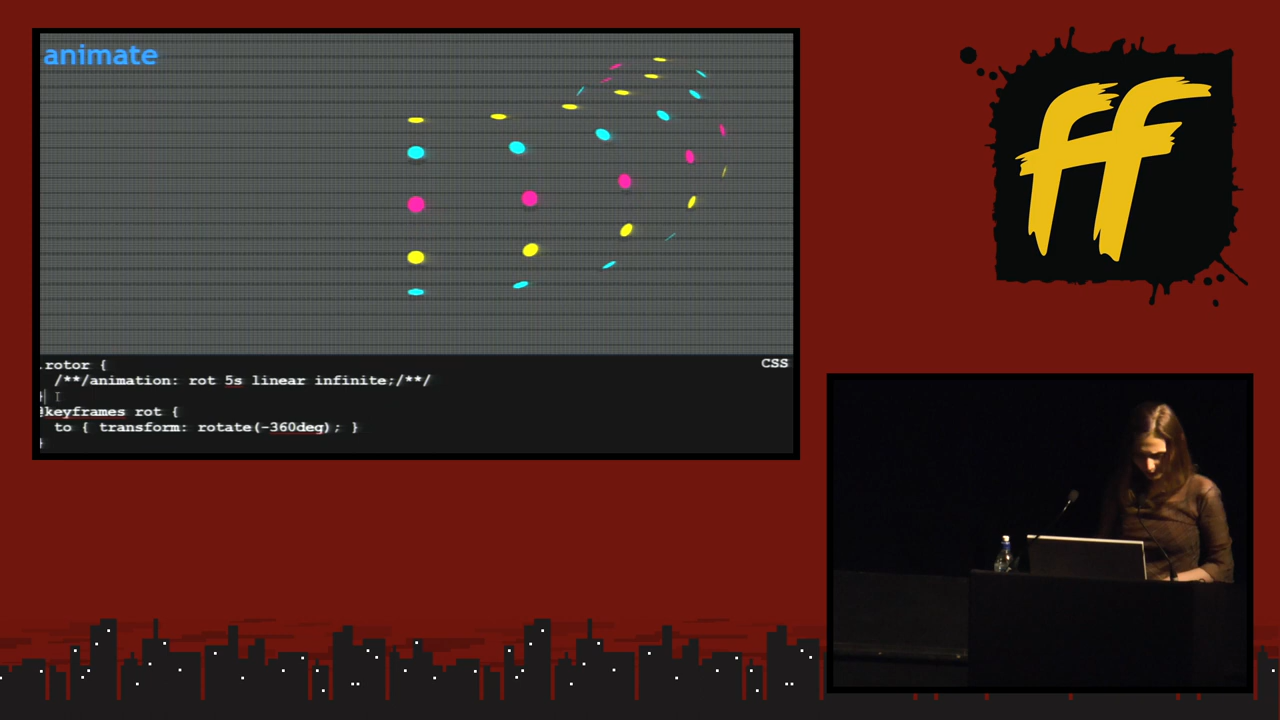 animate
ff
CSS
.rotor {
/**/animation: rot 5s linear infinite;/**/
}
@keyframes rot {
to { transform: rotate(-360deg); }
}